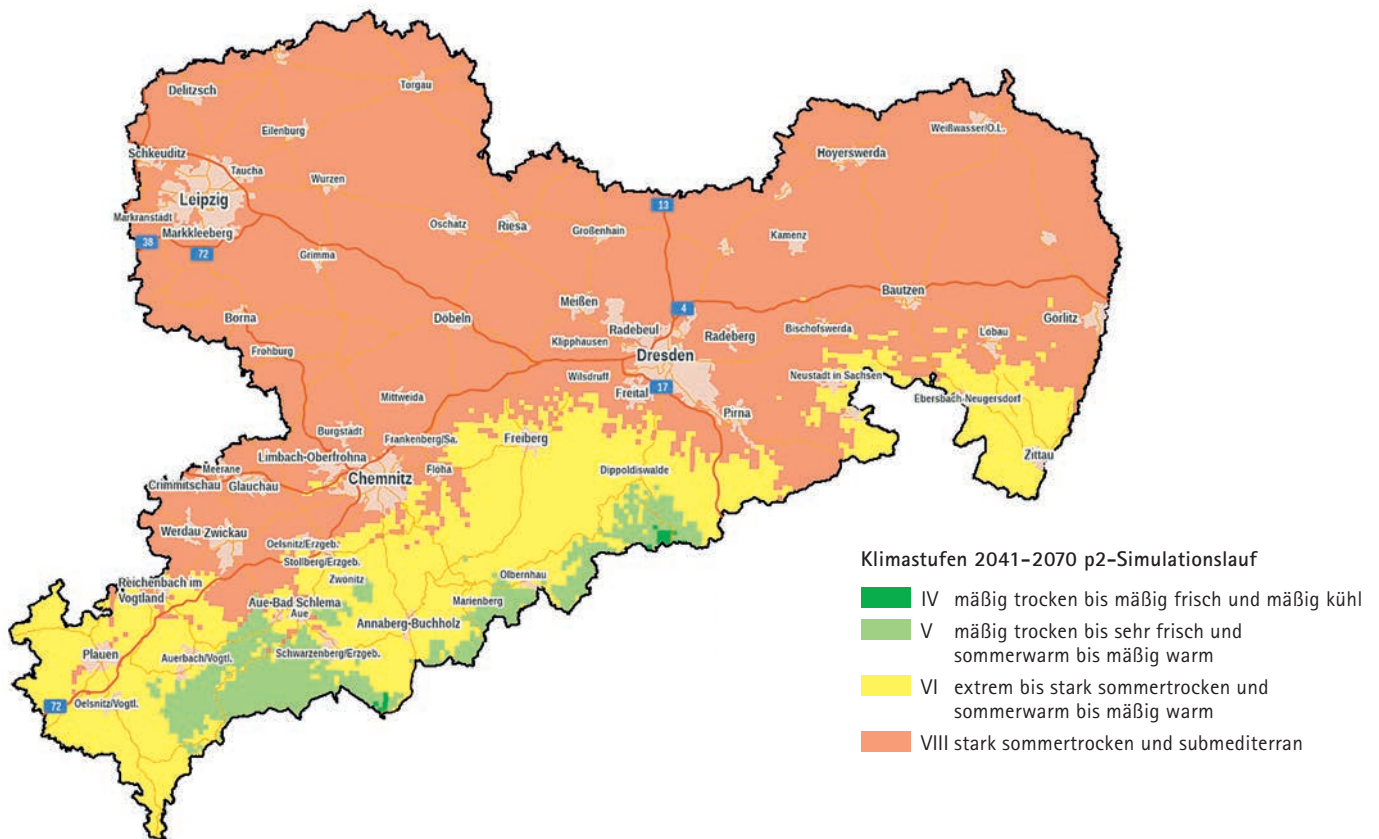 Delitzsch
Torgau
Eilenburg
Weißwasser/O.L.
Schkeuditz
Hoyerswerda
Taucha
Wurzen
Leipzig
13
Markranstädt
Oschatz
Riesa
Großenhain
Kamenz
Markkleeberg
38
72
Grimma
Bautzen
Meißen
4
Borna
Döbeln
Radebeul
Radeberg
Bischofswerda
Görlitz
Löbau
Klipphausen
Frohburg
Dresden
Wilsdruff
Neustadt in Sachsen
17
Freital
Ebersbach-Neugersdorf
Mittweida
Pirna
Burgstädt
Frankenberg/Sa.
Freiberg
Limbach-Oberfrohna
Zittau
Meerane
Flöha
Dippoldiswalde
Chemnitz
Crimmitschau
Glauchau
Werdau
Zwickau
Oelsnitz/Erzgeb.
Stollberg/Erzgeb.
Olbernhau
Zwönitz
Reichenbach im
Vogtland
Marienberg
Aue-Bad Schlema
Aue
Annaberg-Buchholz
Plauen
Auerbach/Vogtl.
Schwarzenberg/Erzgeb.
Oelsnitz/Vogtl.
72
Klimastufen 2041-2070 p2-Simulationslauf
IV mäßig trocken bis mäßig frisch und mäßig kühl
V mäßig trocken bis sehr frisch und
sommerwarm bis mäßig warm
VI extrem bis stark sommertrocken und
sommerwarm bis mäßig warm
VIII stark sommertrocken und submediterran